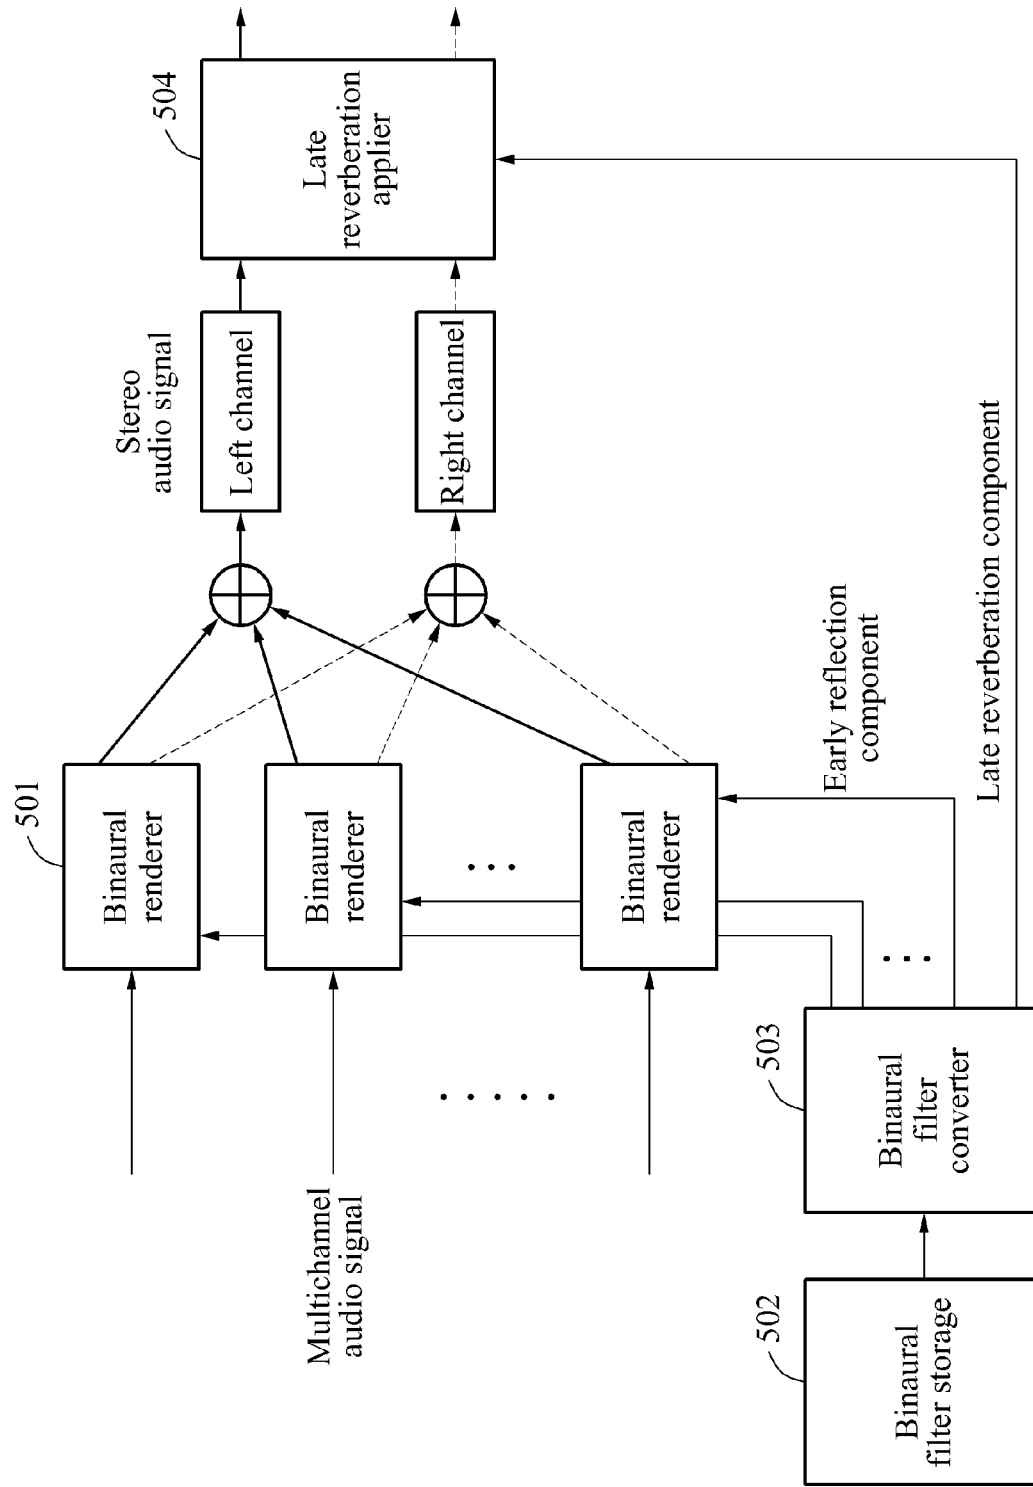 Multichannel
audio signal
501
Binaural
renderer
Binaural
renderer
Binaural
renderer
Stereo
audio signal
Left channel
Right channel
504
Late
reverberation
applier
502
Binaural
filter storage
503
Binaural
filter
converter
Early reflection
component
Late reverberation component